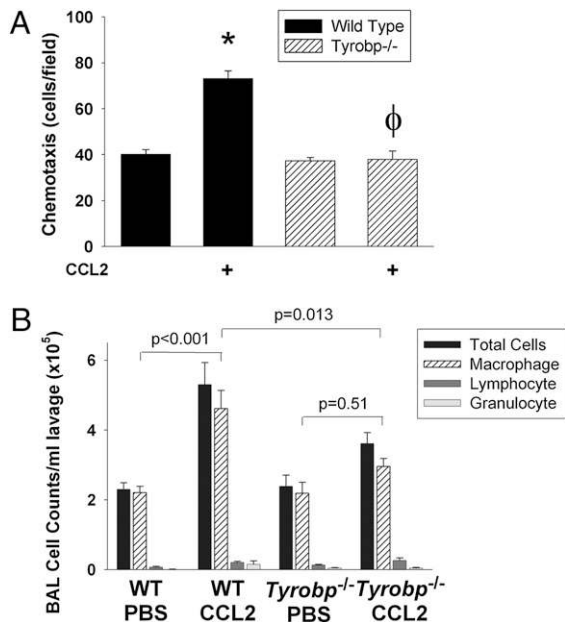 A
Chemotaxis (cells/field)
100
80
60
40
20
0
Wild Type
Tyrobp-/-
*
ϕ
CCL2 + +
B
BAL Cell Counts/ml lavage (x10⁵)
6
4
2
0
p<0.001
p=0.013
p=0.51
Total Cells
Macrophage
Lymphocyte
Granulocyte
WT WT Tyrobp⁻/⁻ Tyrobp⁻/⁻
PBS CCL2 PBS CCL2